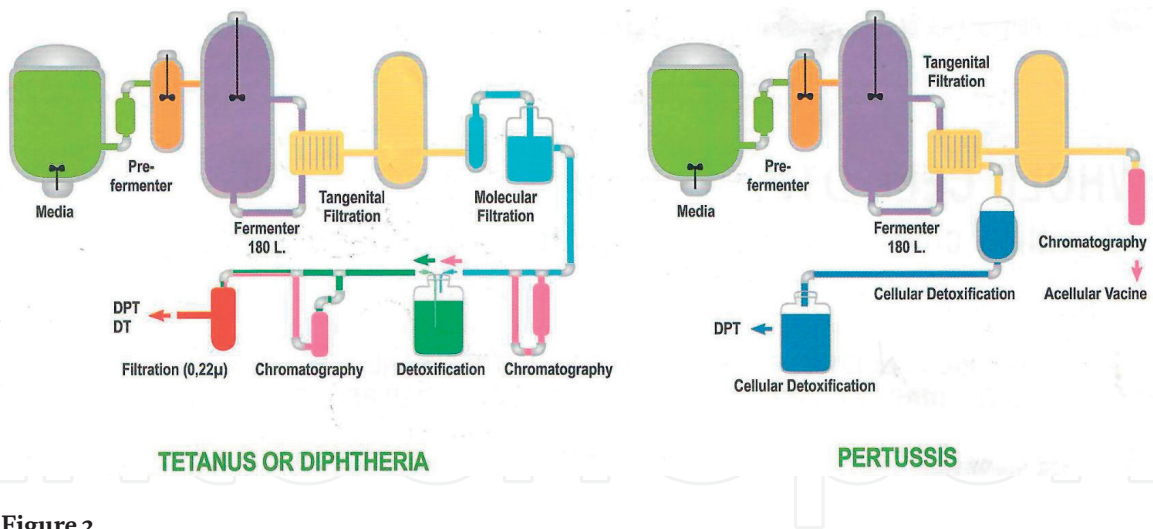 Media
Pre-
fermenter
Fermenter
180 L.
Tangenital
Filtration
Molecular
Filtration
DPT
DT
Filtration (0,22µ)
Chromatography
Detoxification
Chromatography
TETANUS OR DIPHTHERIA
Media
Pre-
fermenter
Fermenter
180 L.
Tangenital
Filtration
Chromatography
Acellular Vacine
Cellular Detoxification
DPT
Cellular Detoxification
PERTUSSIS
Figure 2